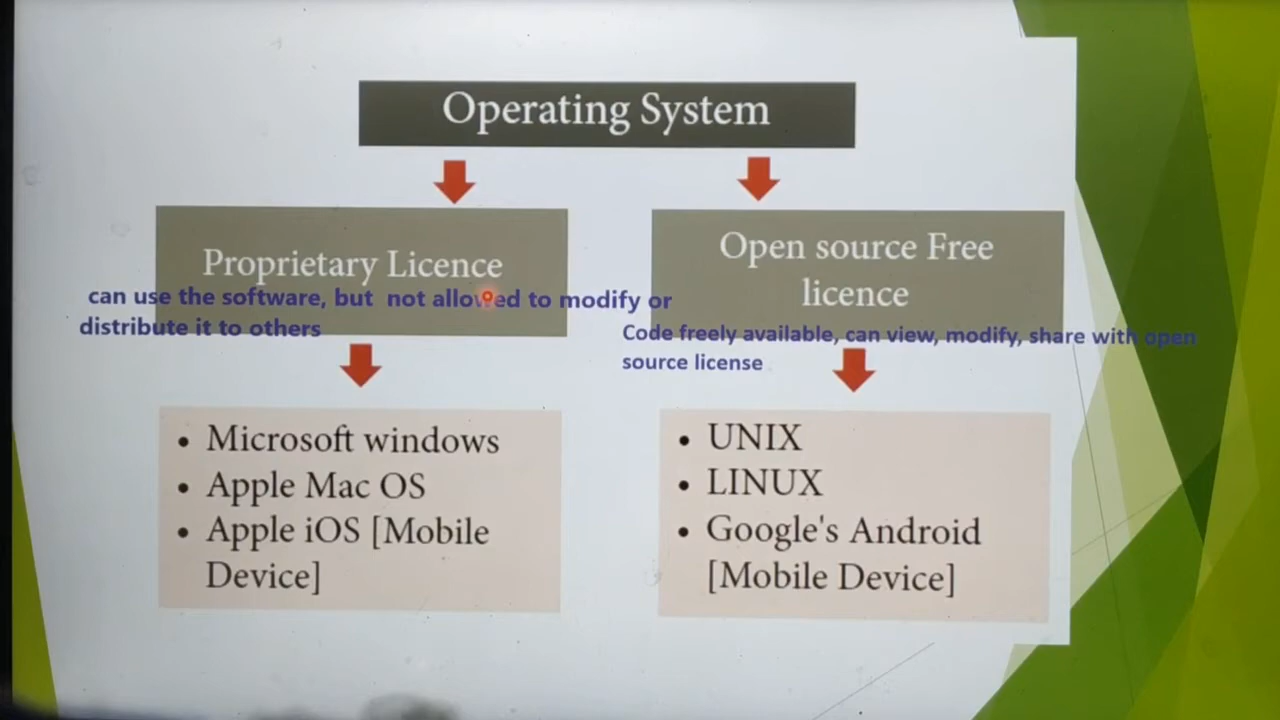 Operating System
Proprietary Licence
can use the software, but not allowed to modify or
distribute it to others
Open source Free
licence
Code freely available, can view, modify, share with open
source license
• Microsoft windows
• Apple Mac OS
• Apple iOS [Mobile
Device]
• UNIX
• LINUX
• Google's Android
[Mobile Device]